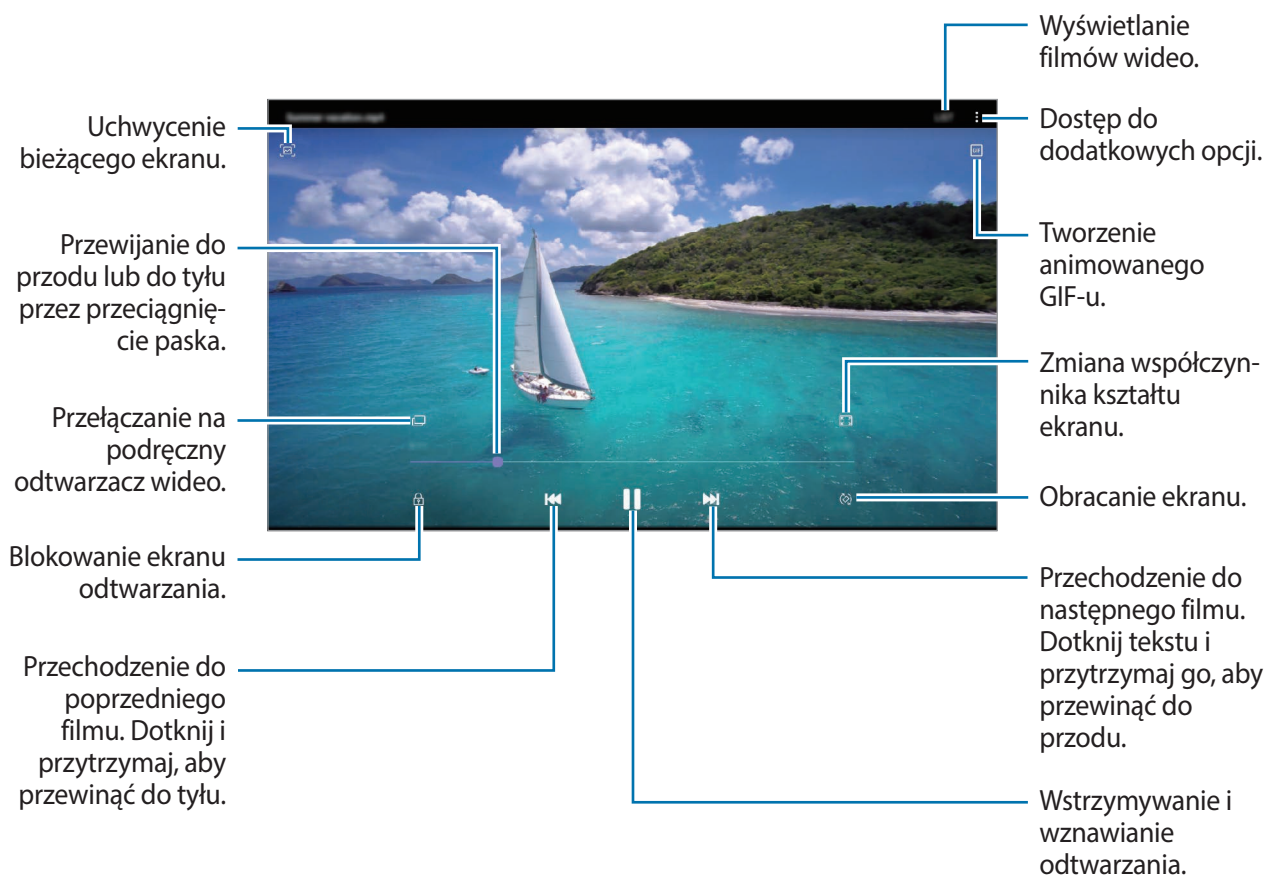 Wyświetlanie
filmów wideo.
Dostęp do
dodatkowych opcji.
Uchwycenie
bieżącego ekranu.
GIF
Tworzenie
animowanego
GIF-u.
Przewijanie do
przodu lub do tyłu
przez przeciągnię-
cie paska.
Zmiana współczyn-
nika kształtu
ekranu.
Przełączanie na
podręczny
odtwarzacz wideo.
Obracanie ekranu.
Blokowanie ekranu
odtwarzania.
Przechodzenie do
następnego filmu.
Dotknij tekstu i
przytrzymaj go, aby
przewinąć do
przodu.
Przechodzenie do
poprzedniego
filmu. Dotknij i
przytrzymaj, aby
przewinąć do tyłu.
Wstrzymywanie i
wznawianie
odtwarzania.